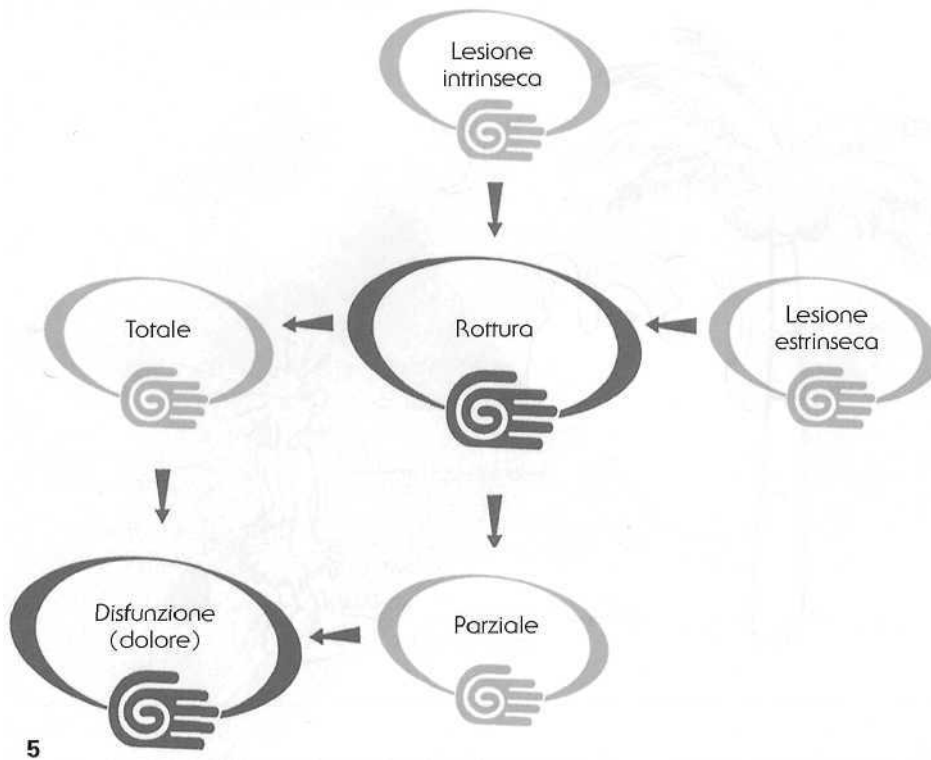 Lesione
intrinseca
Totale
Rottura
Lesione
estrinseca
Disfunzione
(dolore)
Parziale
5